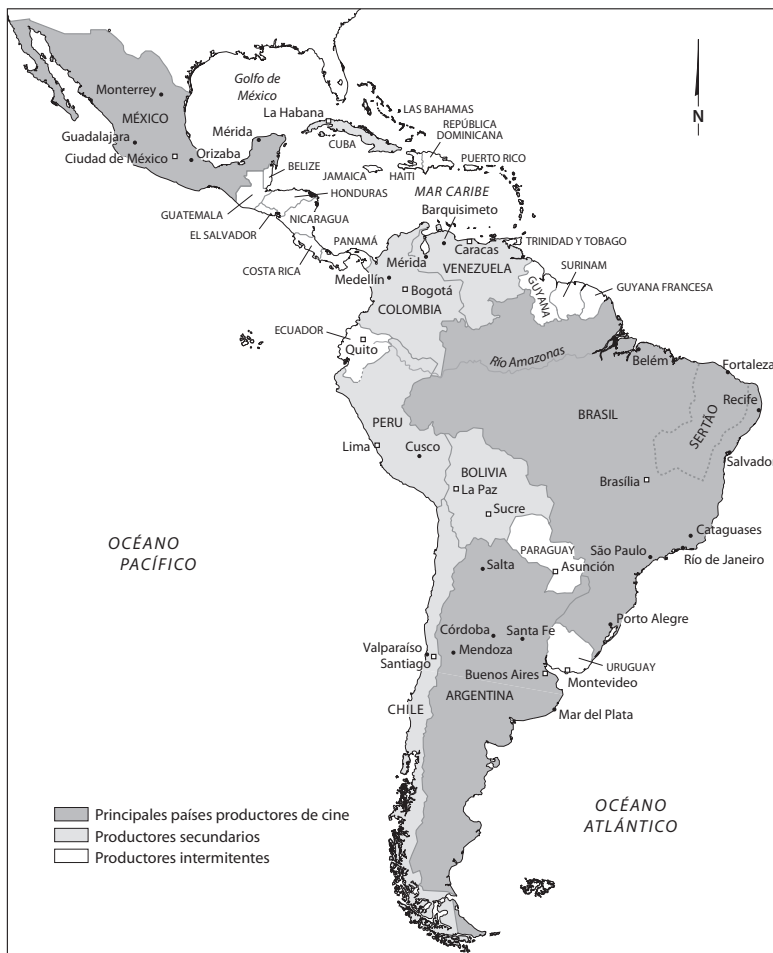 Golfo de
México
Monterrey
MÉXICO
Guadalajara
Ciudad de México
Orizaba
Mérida
La Habana
CUBA
LAS BAHAMAS
REPÚBLICA
DOMINICANA
PUERTO RICO
BELIZE
JAMAICA
HAITI
HONDURAS
MAR CARIBE
GUATEMALA
NICARAGUA
EL SALVADOR
COSTA RICA
PANAMÁ
Barquisimeto
Caracas
TRINIDAD Y TOBAGO
Mérida
VENEZUELA
SURINAM
Medellín
GUYANA
GUYANA FRANCESA
Bogotá
COLOMBIA
ECUADOR
Quito
Río Amazonas
Belém
Fortaleza
Recife
BRASIL
SERTÃO
PERU
Lima
Cusco
Salvador
BOLIVIA
La Paz
Brasília
Sucre
OCÉANO
PACÍFICO
PARAGUAY
Asunción
Cataguases
São Paulo
Río de Janeiro
Salta
Porto Alegre
Córdoba
Santa Fe
Valparaíso
Santiago
Mendoza
URUGUAY
Buenos Aires
Montevideo
ARGENTINA
CHILE
Mar del Plata
OCÉANO
ATLÁNTICO
Principales países productores de cine
Productores secundarios
Productores intermitentes
N